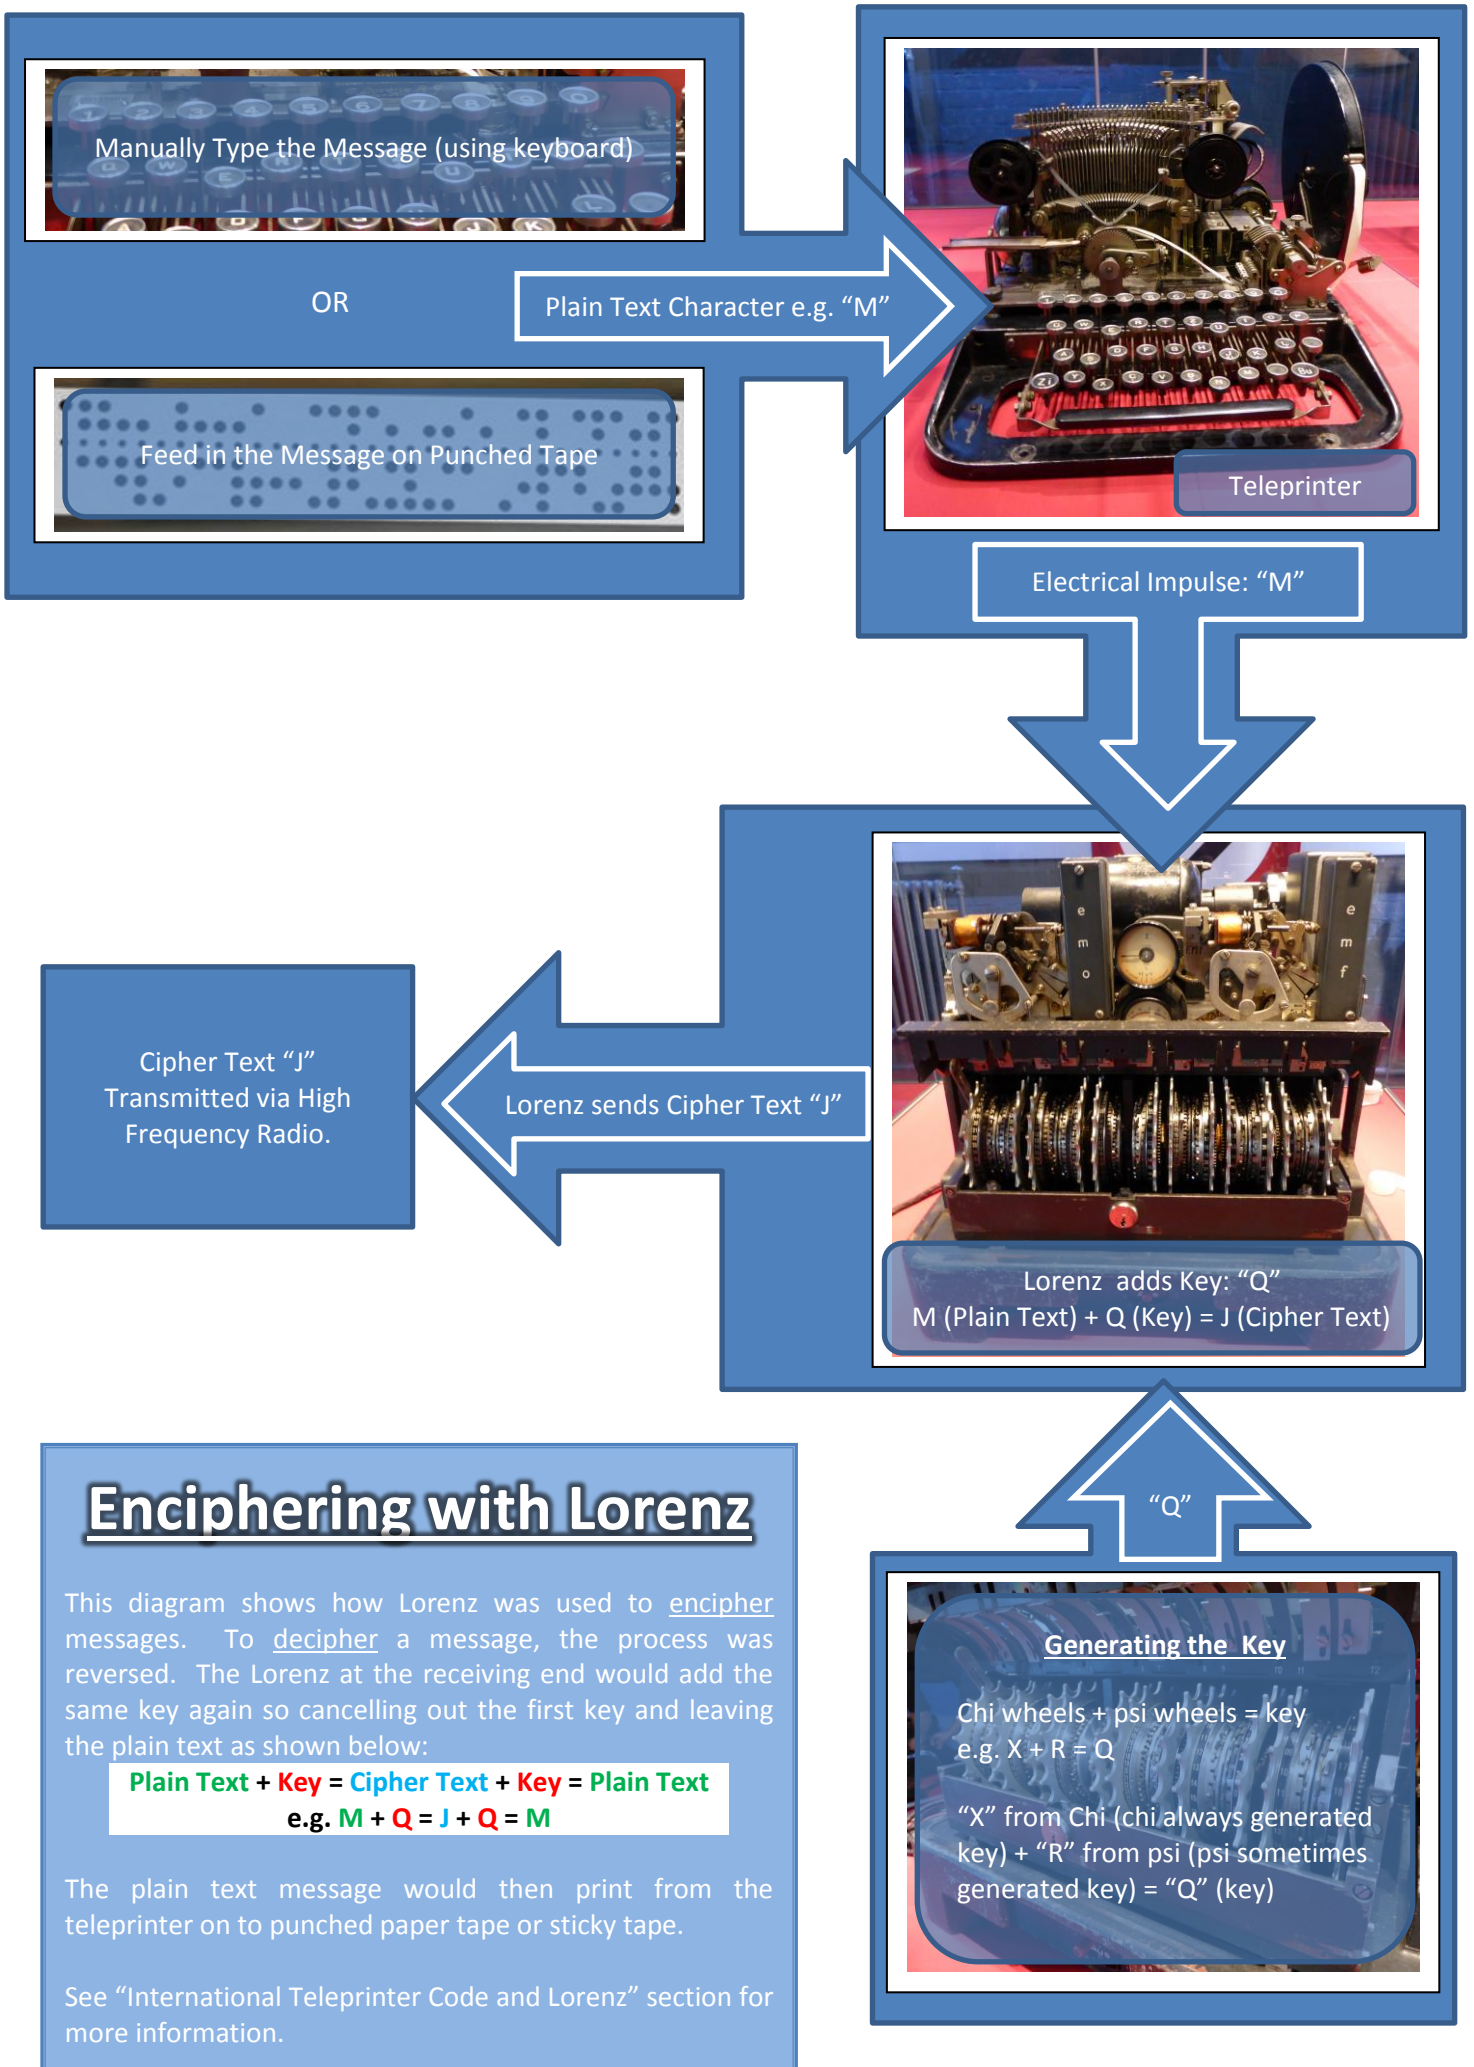 Manually Type the Message (using keyboard)
OR
Feed in the Message on Punched Tape
Plain Text Character e.g. “M”
Teleprinter
Electrical Impulse: “M”
e
m
o
e
m
f
Lorenz adds Key: “Q”
M (Plain Text) + Q (Key) = J (Cipher Text)
Lorenz sends Cipher Text “J”
Cipher Text “J”
Transmitted via High
Frequency Radio.
“Q”
Generating the Key
Chi wheels + psi wheels = key
e.g. X + R = Q
“X” from Chi (chi always generated
key) + “R” from psi (psi sometimes
generated key) = “Q” (key)
Enciphering with Lorenz
This diagram shows how Lorenz was used to encipher
messages. To decipher a message, the process was
reversed. The Lorenz at the receiving end would add the
same key again so cancelling out the first key and leaving
the plain text as shown below:
Plain Text + Key = Cipher Text + Key = Plain Text
e.g. M + Q = J + Q = M
The plain text message would then print from the
teleprinter on to punched paper tape or sticky tape.
See “International Teleprinter Code and Lorenz” section for
more information.